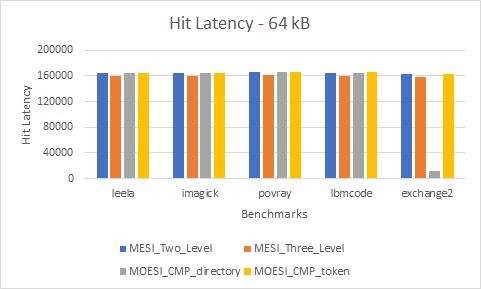 Hit Latency - 64 kB
200000
160000
120000
80000
40000
0
Hit Latency
leela imagick povray lbmcode exchange2
Benchmarks
MESI_Two_Level MESI_Three_Level
MOESI_CMP_directory MOESI_CMP_token